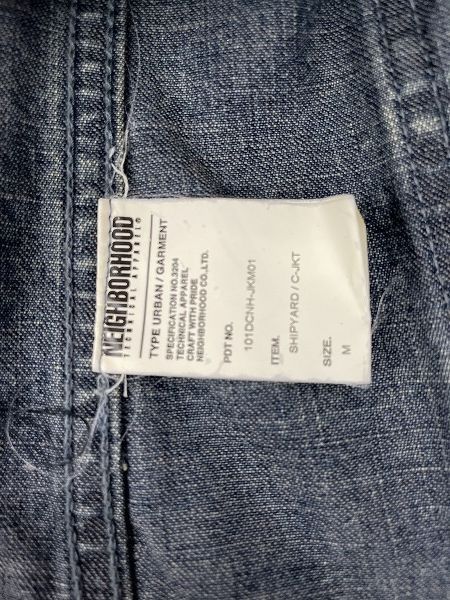 NEIGHBORHOOD
TECHNICAL APPAREL®
TYPE URBAN / GARMENT
SPECIFICATION NO.3204
TECHNICAL APPAREL
CRAFT WITH PRIDE
NEIGHBORHOOD CO.,LTD.
PDT NO.
101DCNH-JKM01
ITEM.
SHIPYARD / C-JKT
SIZE.
M